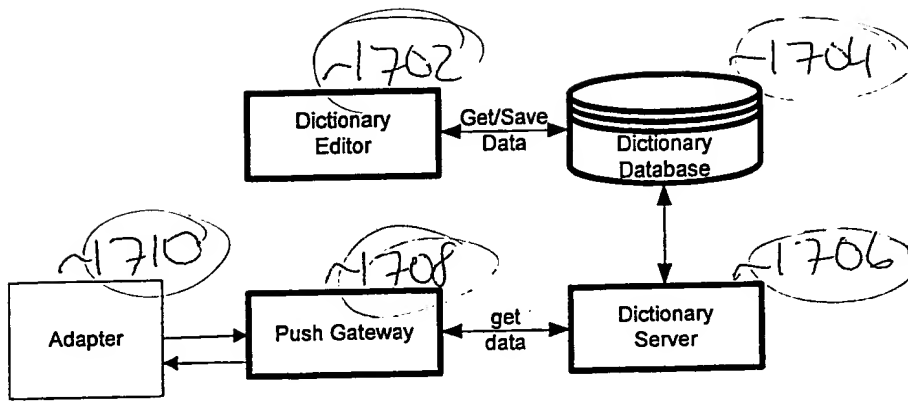 ~1702
~1704
Dictionary
Editor
Get/Save
Data
Dictionary
Database
~1710
~1708
~1706
Adapter
Push Gateway
get
data
Dictionary
Server